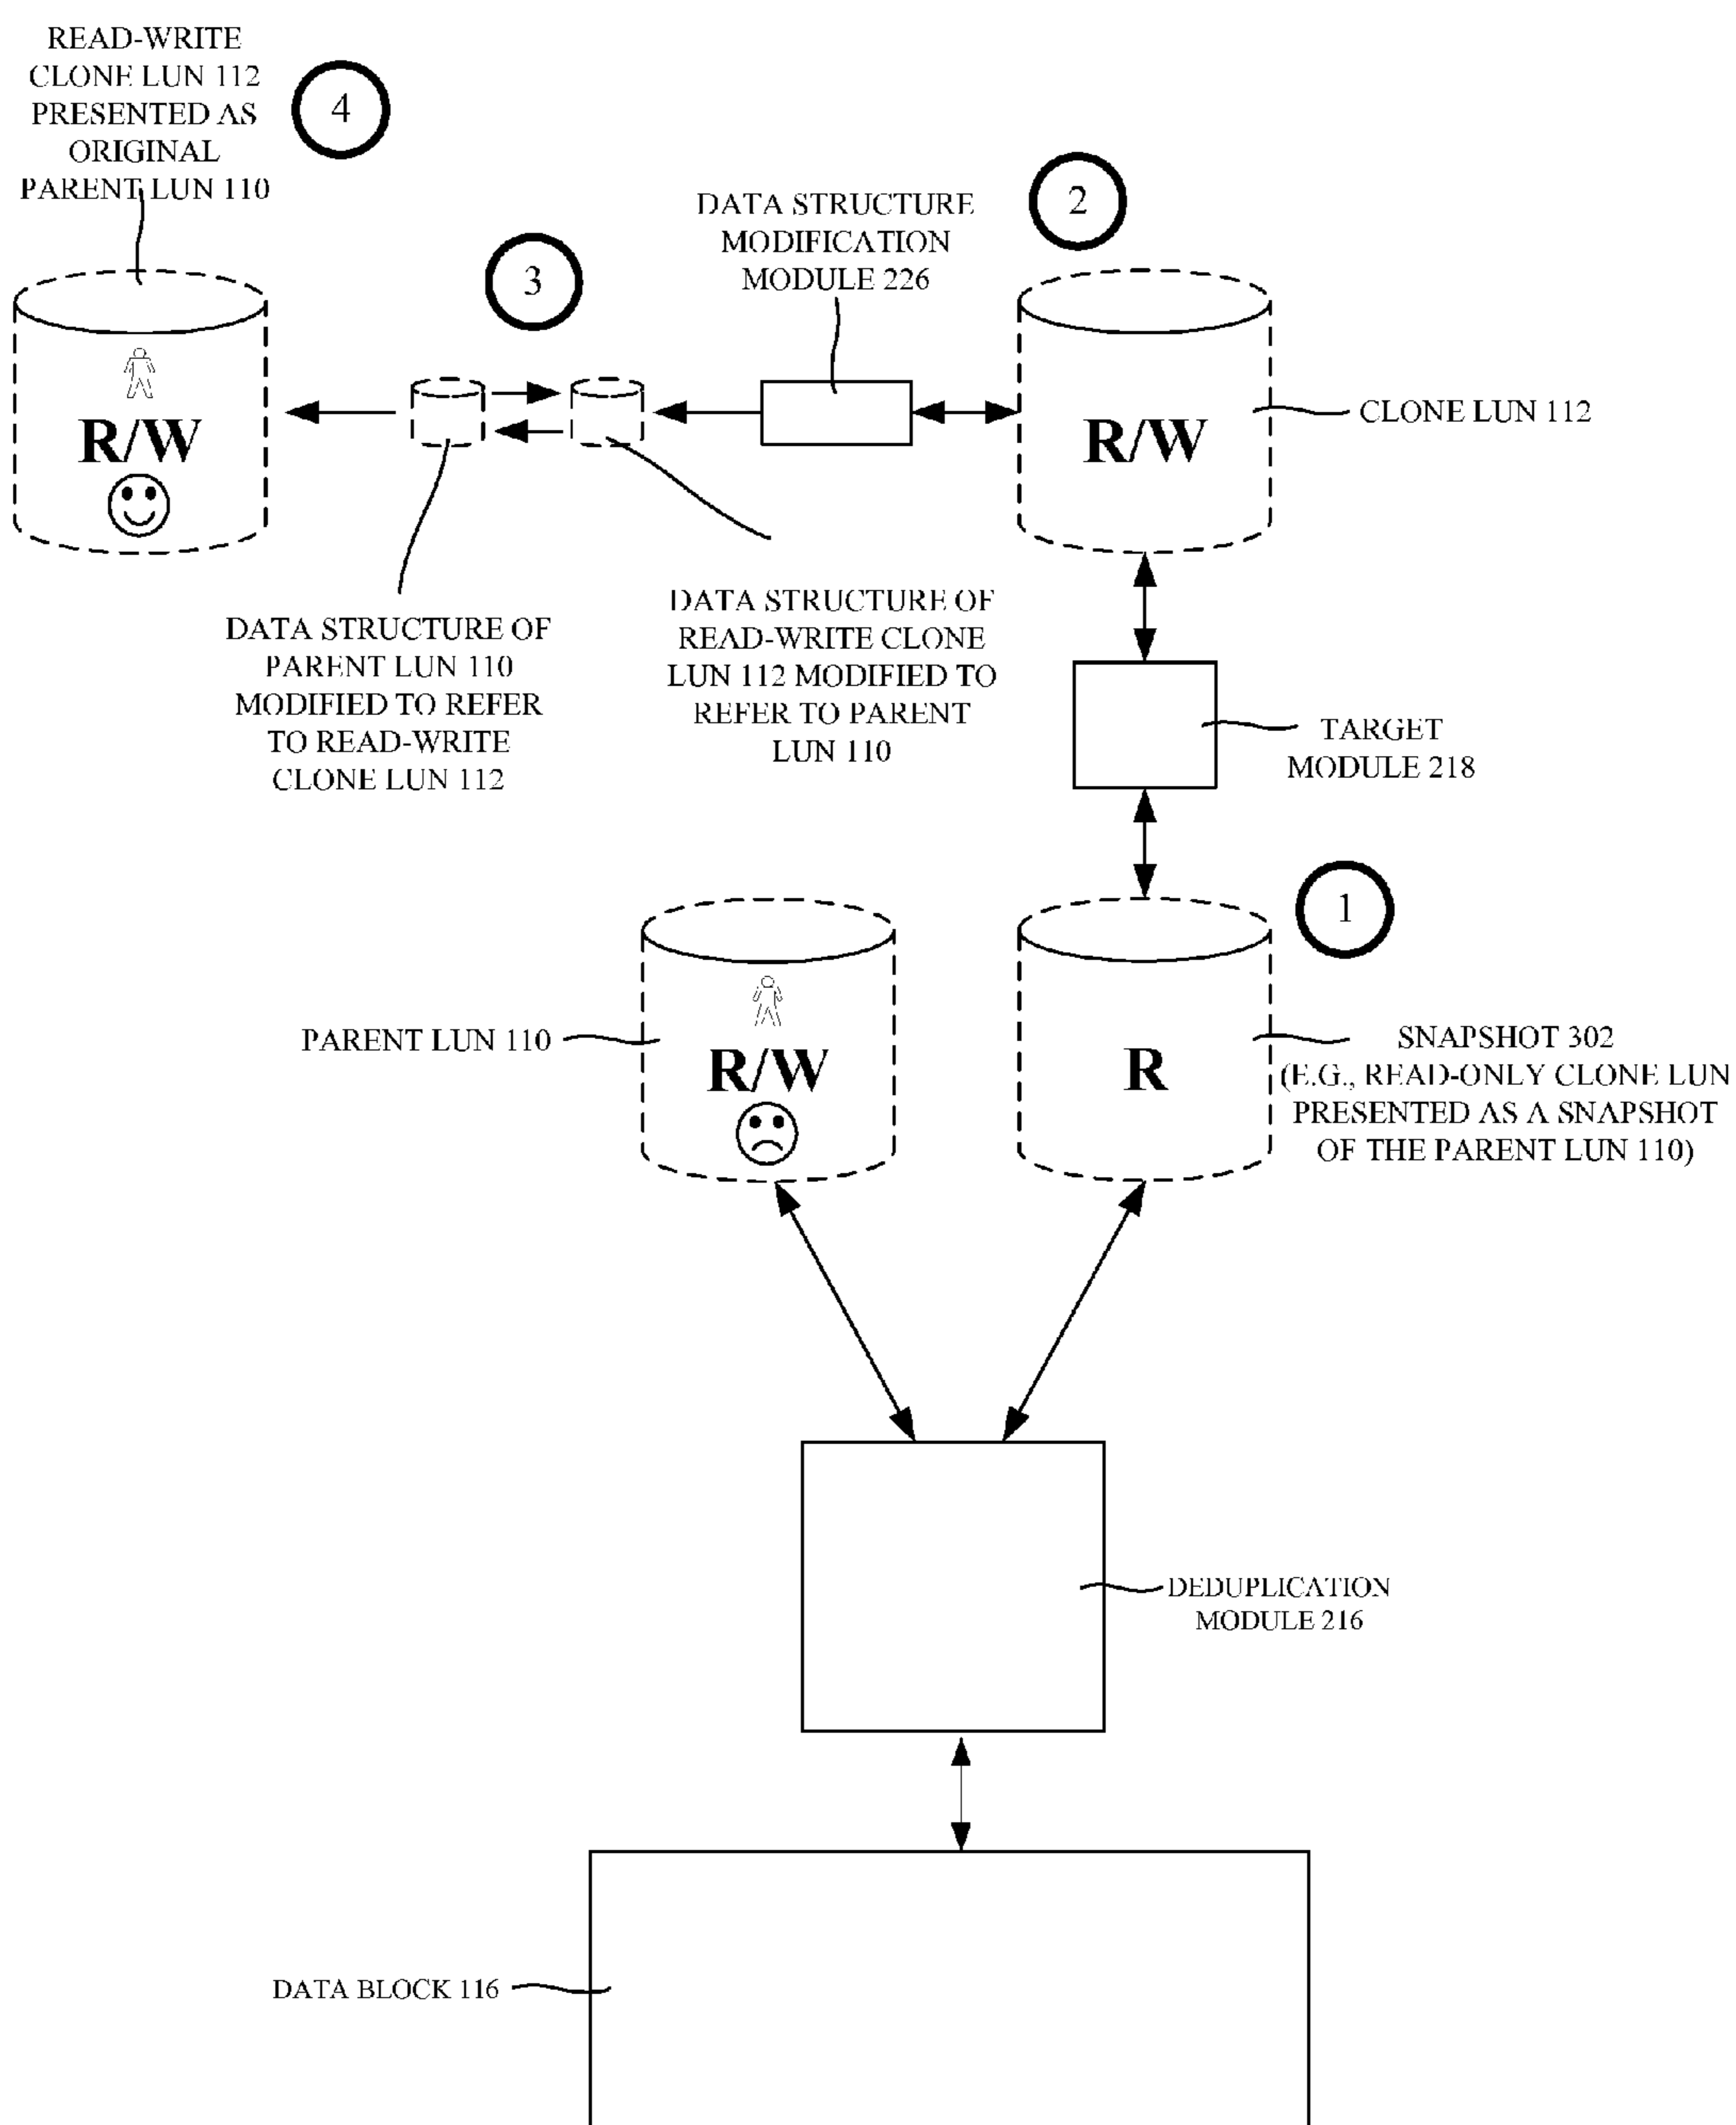 READ-WRITE
CLONE LUN 112
PRESENTED AS
ORIGINAL
PARENT LUN 110
4
3
DATA STRUCTURE
MODIFICATION
MODULE 226
2
R/W
R/W
CLONE LUN 112
DATA STRUCTURE OF
PARENT LUN 110
MODIFIED TO REFER
TO READ-WRITE
CLONE LUN 112
DATA STRUCTURE OF
READ-WRITE CLONE
LUN 112 MODIFIED TO
REFER TO PARENT
LUN 110
TARGET
MODULE 218
1
PARENT LUN 110
R/W
R
SNAPSHOT 302
(E.G., READ-ONLY CLONE LUN
PRESENTED AS A SNAPSHOT
OF THE PARENT LUN 110)
DEDUPLICATION
MODULE 216
DATA BLOCK 116